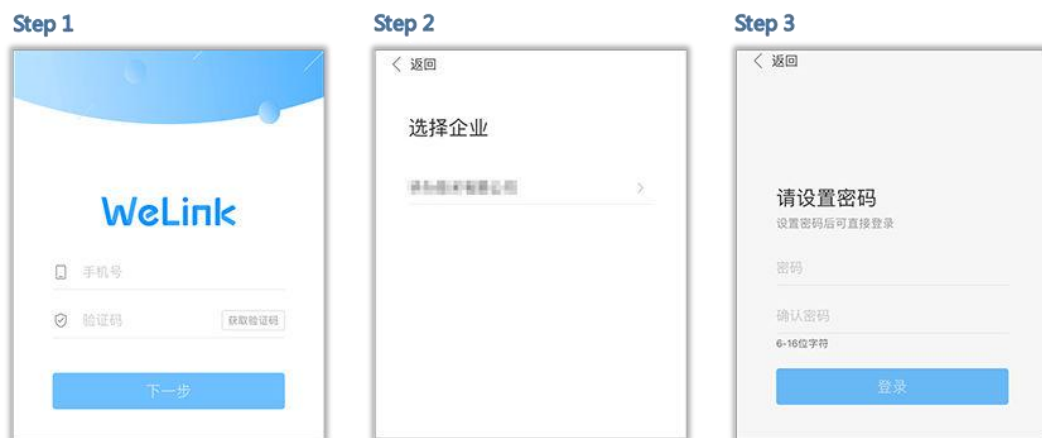 Step 1
WeLink
手机号
验证码
获取验证码
下一步
Step 2
返回
选择企业
Step 3
返回
请设置密码
设置密码后可直接登录
密码
确认密码
6-16位字符
登录